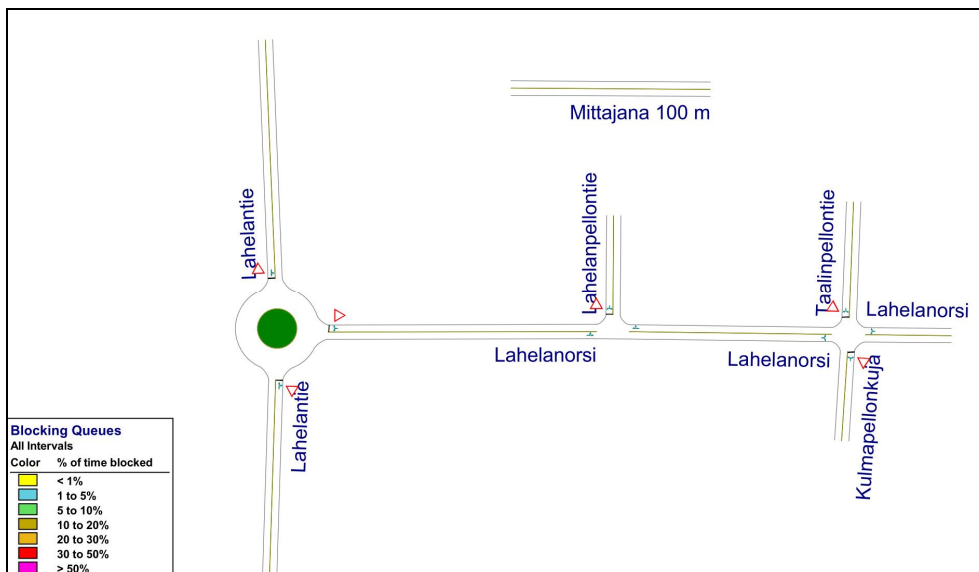 Mittajana 100 m
Lahelantie
Lahelanpellontie
Taalinpellontie
Lahelanorsi
Lahelanorsi
Lahelanorsi
Lahelantie
Kulmapellonkuja
Blocking Queues
All Intervals
Color % of time blocked
< 1%
1 to 5%
5 to 10%
10 to 20%
20 to 30%
30 to 50%
> 50%